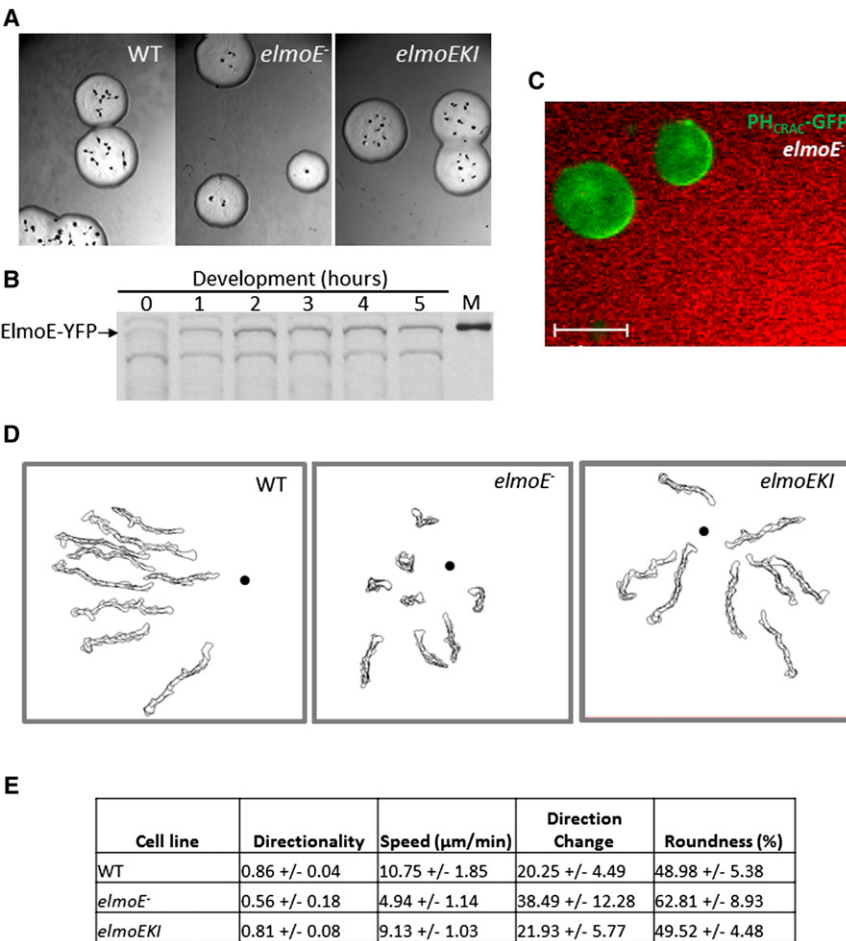 A
WT
elmoE-
elmoEKI
B
Development (hours)
0 1 2 3 4 5 M
ElmoE-YFP
C
PHCRAC-GFP
elmoE-
D
WT
elmoE-
elmoEKI
E
Cell line Directionality Speed (µm/min) Direction Change Roundness (%)
WT 0.86 +/- 0.04 10.75 +/- 1.85 20.25 +/- 4.49 48.98 +/- 5.38
elmoE- 0.56 +/- 0.18 4.94 +/- 1.14 38.49 +/- 12.28 62.81 +/- 8.93
elmoEKI 0.81 +/- 0.08 9.13 +/- 1.03 21.93 +/- 5.77 49.52 +/- 4.48